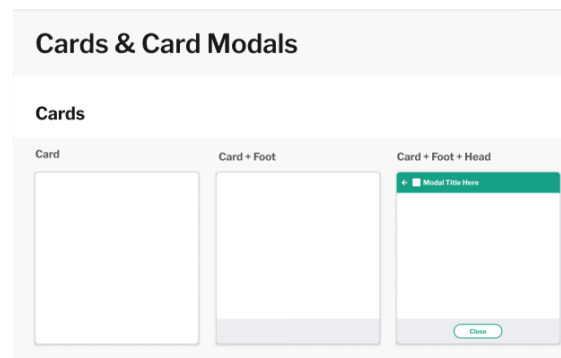 Cards & Card Modals
Cards
Card
Card + Foot
Card + Foot + Head
Modal Title Here
Close